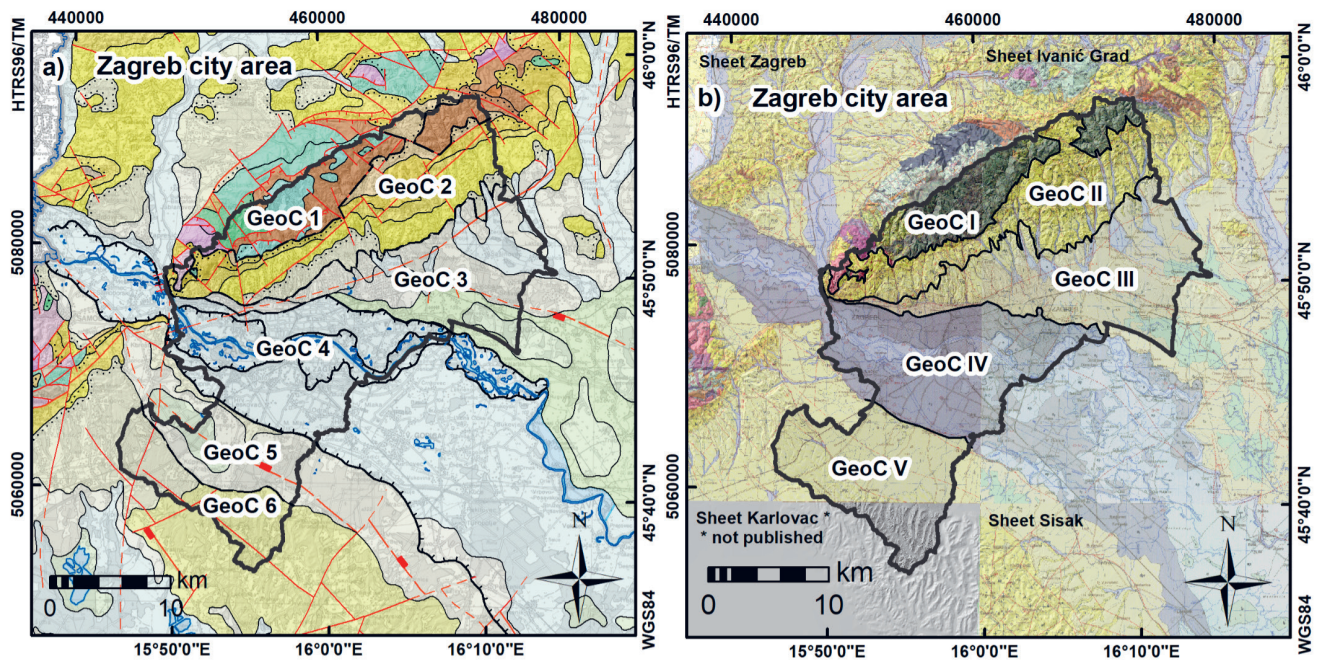 440000 460000 480000
HTRS96/TM
a) Zagreb city area
46°0'0"N
GeoC 2
GeoC 1
5080000
45°50'0"N
GeoC 3
GeoC 4
GeoC 5
5060000
GeoC 6
45°40'0"N
N
km
0 10
WGS84
15°50'0"E 16°0'0"E 16°10'0"E
440000 460000 480000
HTRS96/TM
Sheet Zagreb Sheet Ivanić Grad
b) Zagreb city area
46°0'0"N
GeoC II
GeoC I
5080000
45°50'0"N
GeoC III
GeoC IV
GeoC V
5060000
45°40'0"N
Sheet Karlovac *
* not published
Sheet Sisak
N
km
0 10
WGS84
15°50'0"E 16°0'0"E 16°10'0"E